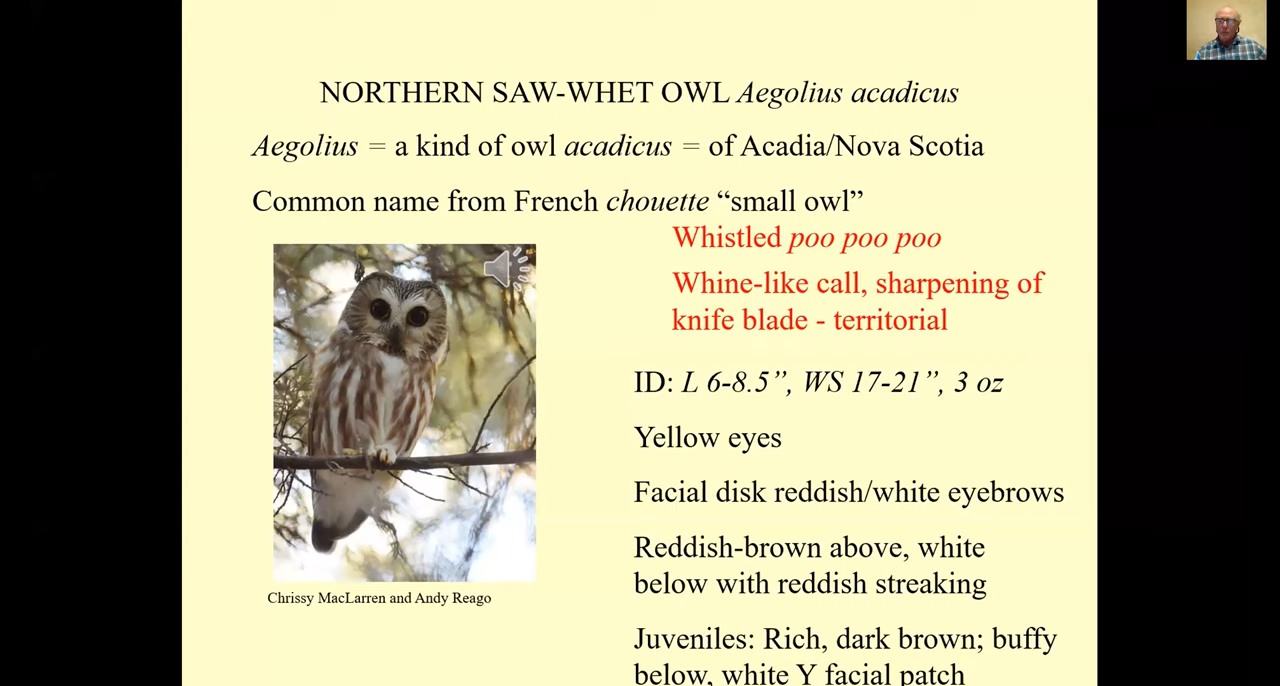 NORTHERN SAW-WHET OWL Aegolius acadicus
Aegolius = a kind of owl acadicus = of Acadia/Nova Scotia
Common name from French chouette “small owl”
Whistled poo poo poo
Whine-like call, sharpening of
knife blade - territorial
ID: L 6-8.5”, WS 17-21”, 3 oz
Yellow eyes
Facial disk reddish/white eyebrows
Reddish-brown above, white
below with reddish streaking
Juveniles: Rich, dark brown; buffy
below, white Y facial patch
Chrissy MacLarren and Andy Reago